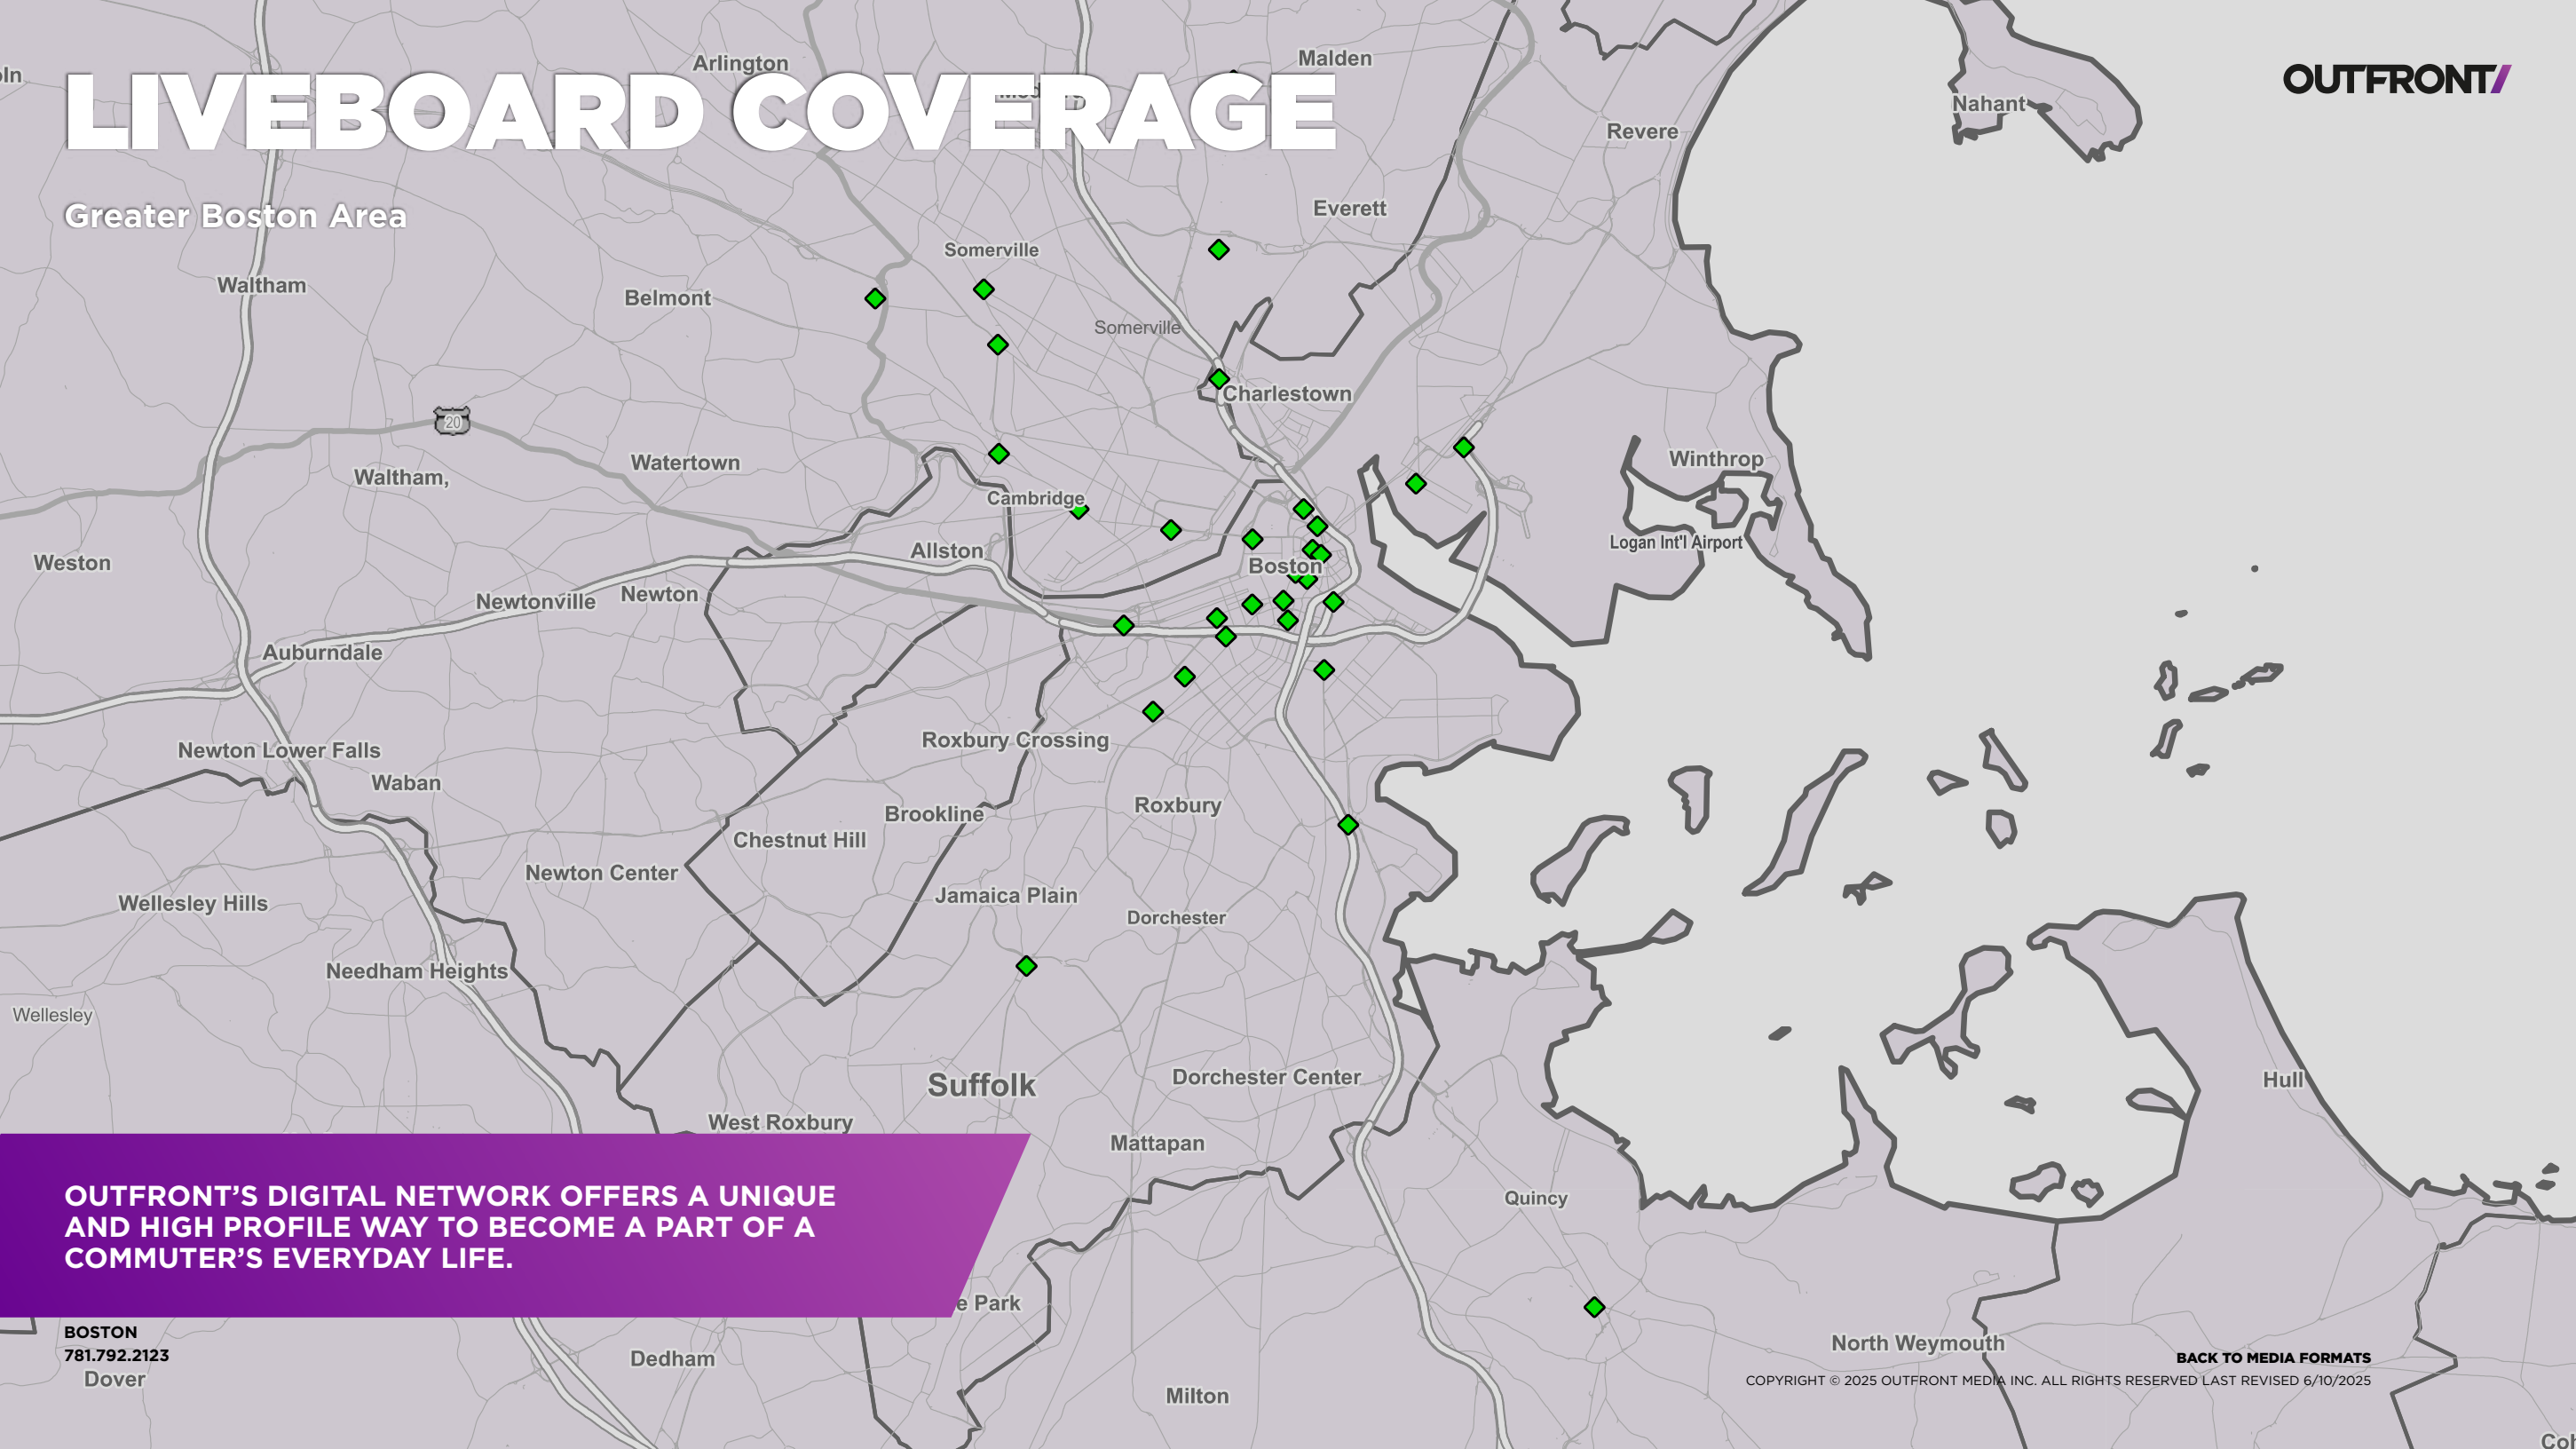 LIVEBOARD COVERAGE
Greater Boston Area
OUTFRONT/
Arlington
Malden
Nahant
Revere
Everett
Somerville
Waltham
Belmont
Somerville
Charlestown
20
Watertown
Winthrop
Waltham,
Cambridge
Logan Int'l Airport
Allston
Weston
Boston
Newton
Newtonville
Auburndale
Roxbury Crossing
Newton Lower Falls
Waban
Roxbury
Brookline
Chestnut Hill
Newton Center
Jamaica Plain
Wellesley Hills
Dorchester
Needham Heights
Wellesley
Suffolk
Dorchester Center
Hull
West Roxbury
Mattapan
Quincy
OUTFRONT’S DIGITAL NETWORK OFFERS A UNIQUE
AND HIGH PROFILE WAY TO BECOME A PART OF A
COMMUTER’S EVERYDAY LIFE.
e Park
BOSTON
781.792.2123
North Weymouth
Dedham
Dover
Milton
BACK TO MEDIA FORMATS
COPYRIGHT © 2025 OUTFRONT MEDIA INC. ALL RIGHTS RESERVED LAST REVISED 6/10/2025